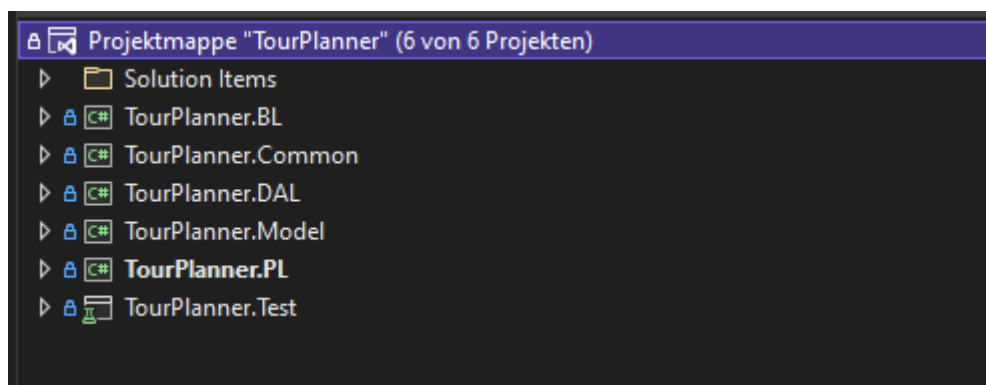 Projektmappe "TourPlanner" (6 von 6 Projekten)
Solution Items
C# TourPlanner.BL
C# TourPlanner.Common
C# TourPlanner.DAL
C# TourPlanner.Model
C# TourPlanner.PL
TourPlanner.Test